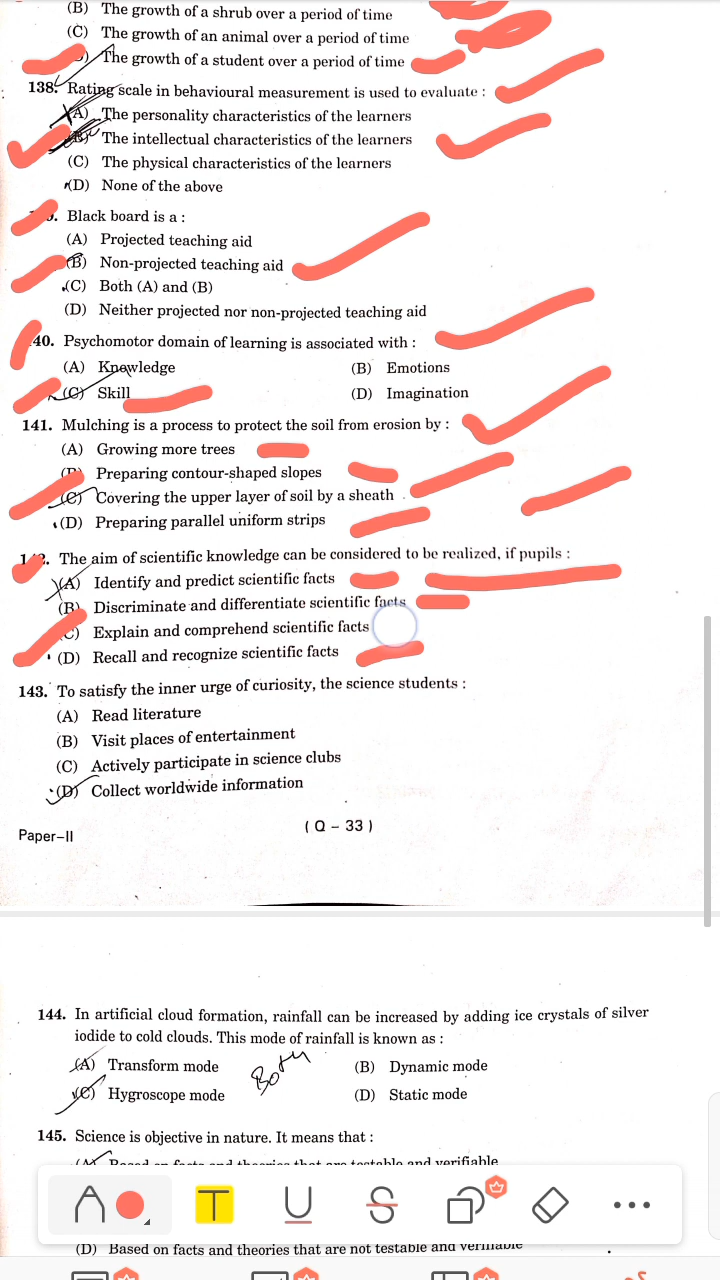 (B) The growth of a shrub over a period of time
(C) The growth of an animal over a period of time
) The growth of a student over a period of time
138. Rating scale in behavioural measurement is used to evaluate :
(A) The personality characteristics of the learners
(B) The intellectual characteristics of the learners
(C) The physical characteristics of the learners
(D) None of the above
9. Black board is a :
(A) Projected teaching aid
(B) Non-projected teaching aid
(C) Both (A) and (B)
(D) Neither projected nor non-projected teaching aid
40. Psychomotor domain of learning is associated with :
(A) Knowledge (B) Emotions
(C) Skill (D) Imagination
141. Mulching is a process to protect the soil from erosion by :
(A) Growing more trees
(B) Preparing contour-shaped slopes
(C) Covering the upper layer of soil by a sheath
(D) Preparing parallel uniform strips
142. The aim of scientific knowledge can be considered to be realized, if pupils :
(A) Identify and predict scientific facts
(B) Discriminate and differentiate scientific facts
C) Explain and comprehend scientific facts
(D) Recall and recognize scientific facts
143. To satisfy the inner urge of curiosity, the science students :
(A) Read literature
(B) Visit places of entertainment
(C) Actively participate in science clubs
(D) Collect worldwide information
Paper–II ( Q – 33 )
144. In artificial cloud formation, rainfall can be increased by adding ice crystals of silver
iodide to cold clouds. This mode of rainfall is known as :
(A) Transform mode (B) Dynamic mode
Both
(C) Hygroscope mode (D) Static mode
145. Science is objective in nature. It means that :
(A) Based on facts and theories that are testable and verifiable
A T U S
(D) Based on facts and theories that are not testable and verifiable